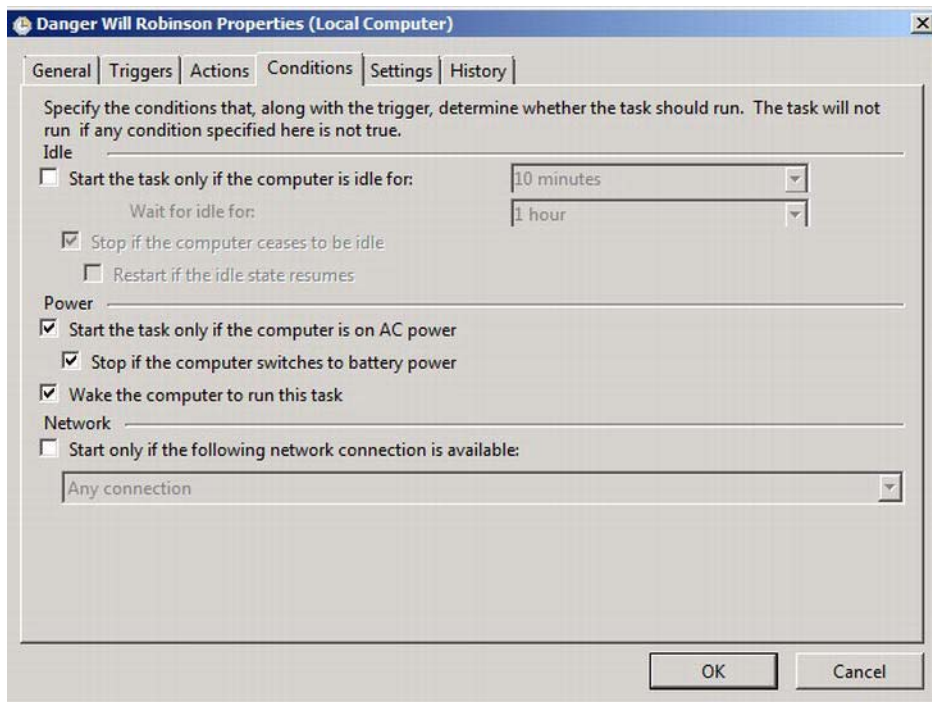 Danger Will Robinson Properties (Local Computer)
General Triggers Actions Conditions Settings History
Specify the conditions that, along with the trigger, determine whether the task should run. The task will not
run if any condition specified here is not true.
Idle
Start the task only if the computer is idle for: 10 minutes
Wait for idle for: 1 hour
Stop if the computer ceases to be idle
Restart if the idle state resumes
Power
Start the task only if the computer is on AC power
Stop if the computer switches to battery power
Wake the computer to run this task
Network
Start only if the following network connection is available:
Any connection
OK Cancel